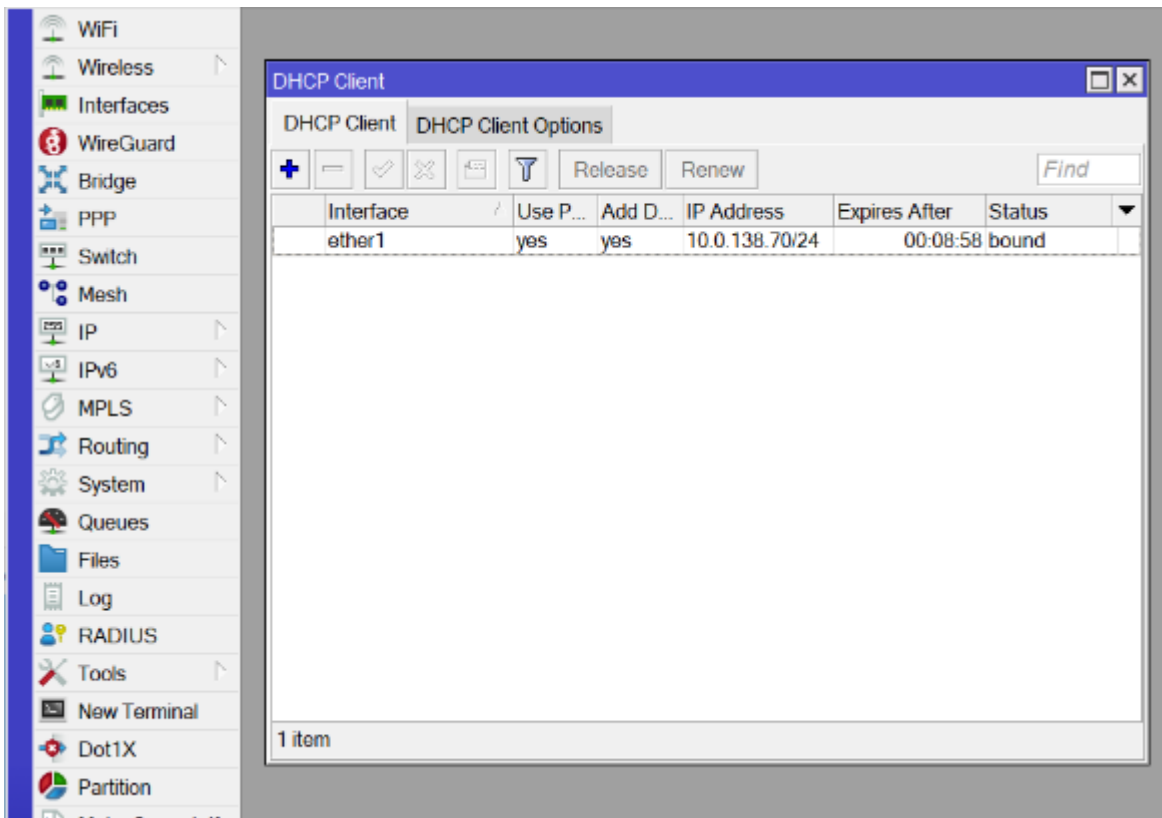 WiFi
Wireless
Interfaces
WireGuard
Bridge
PPP
Switch
Mesh
IP
IPv6
MPLS
Routing
System
Queues
Files
Log
RADIUS
Tools
New Terminal
Dot1X
Partition
DHCP Client
DHCP Client DHCP Client Options
Release Renew Find
Interface Use P... Add D... IP Address Expires After Status
ether1 yes yes 10.0.138.70/24 00:08:58 bound
1 item